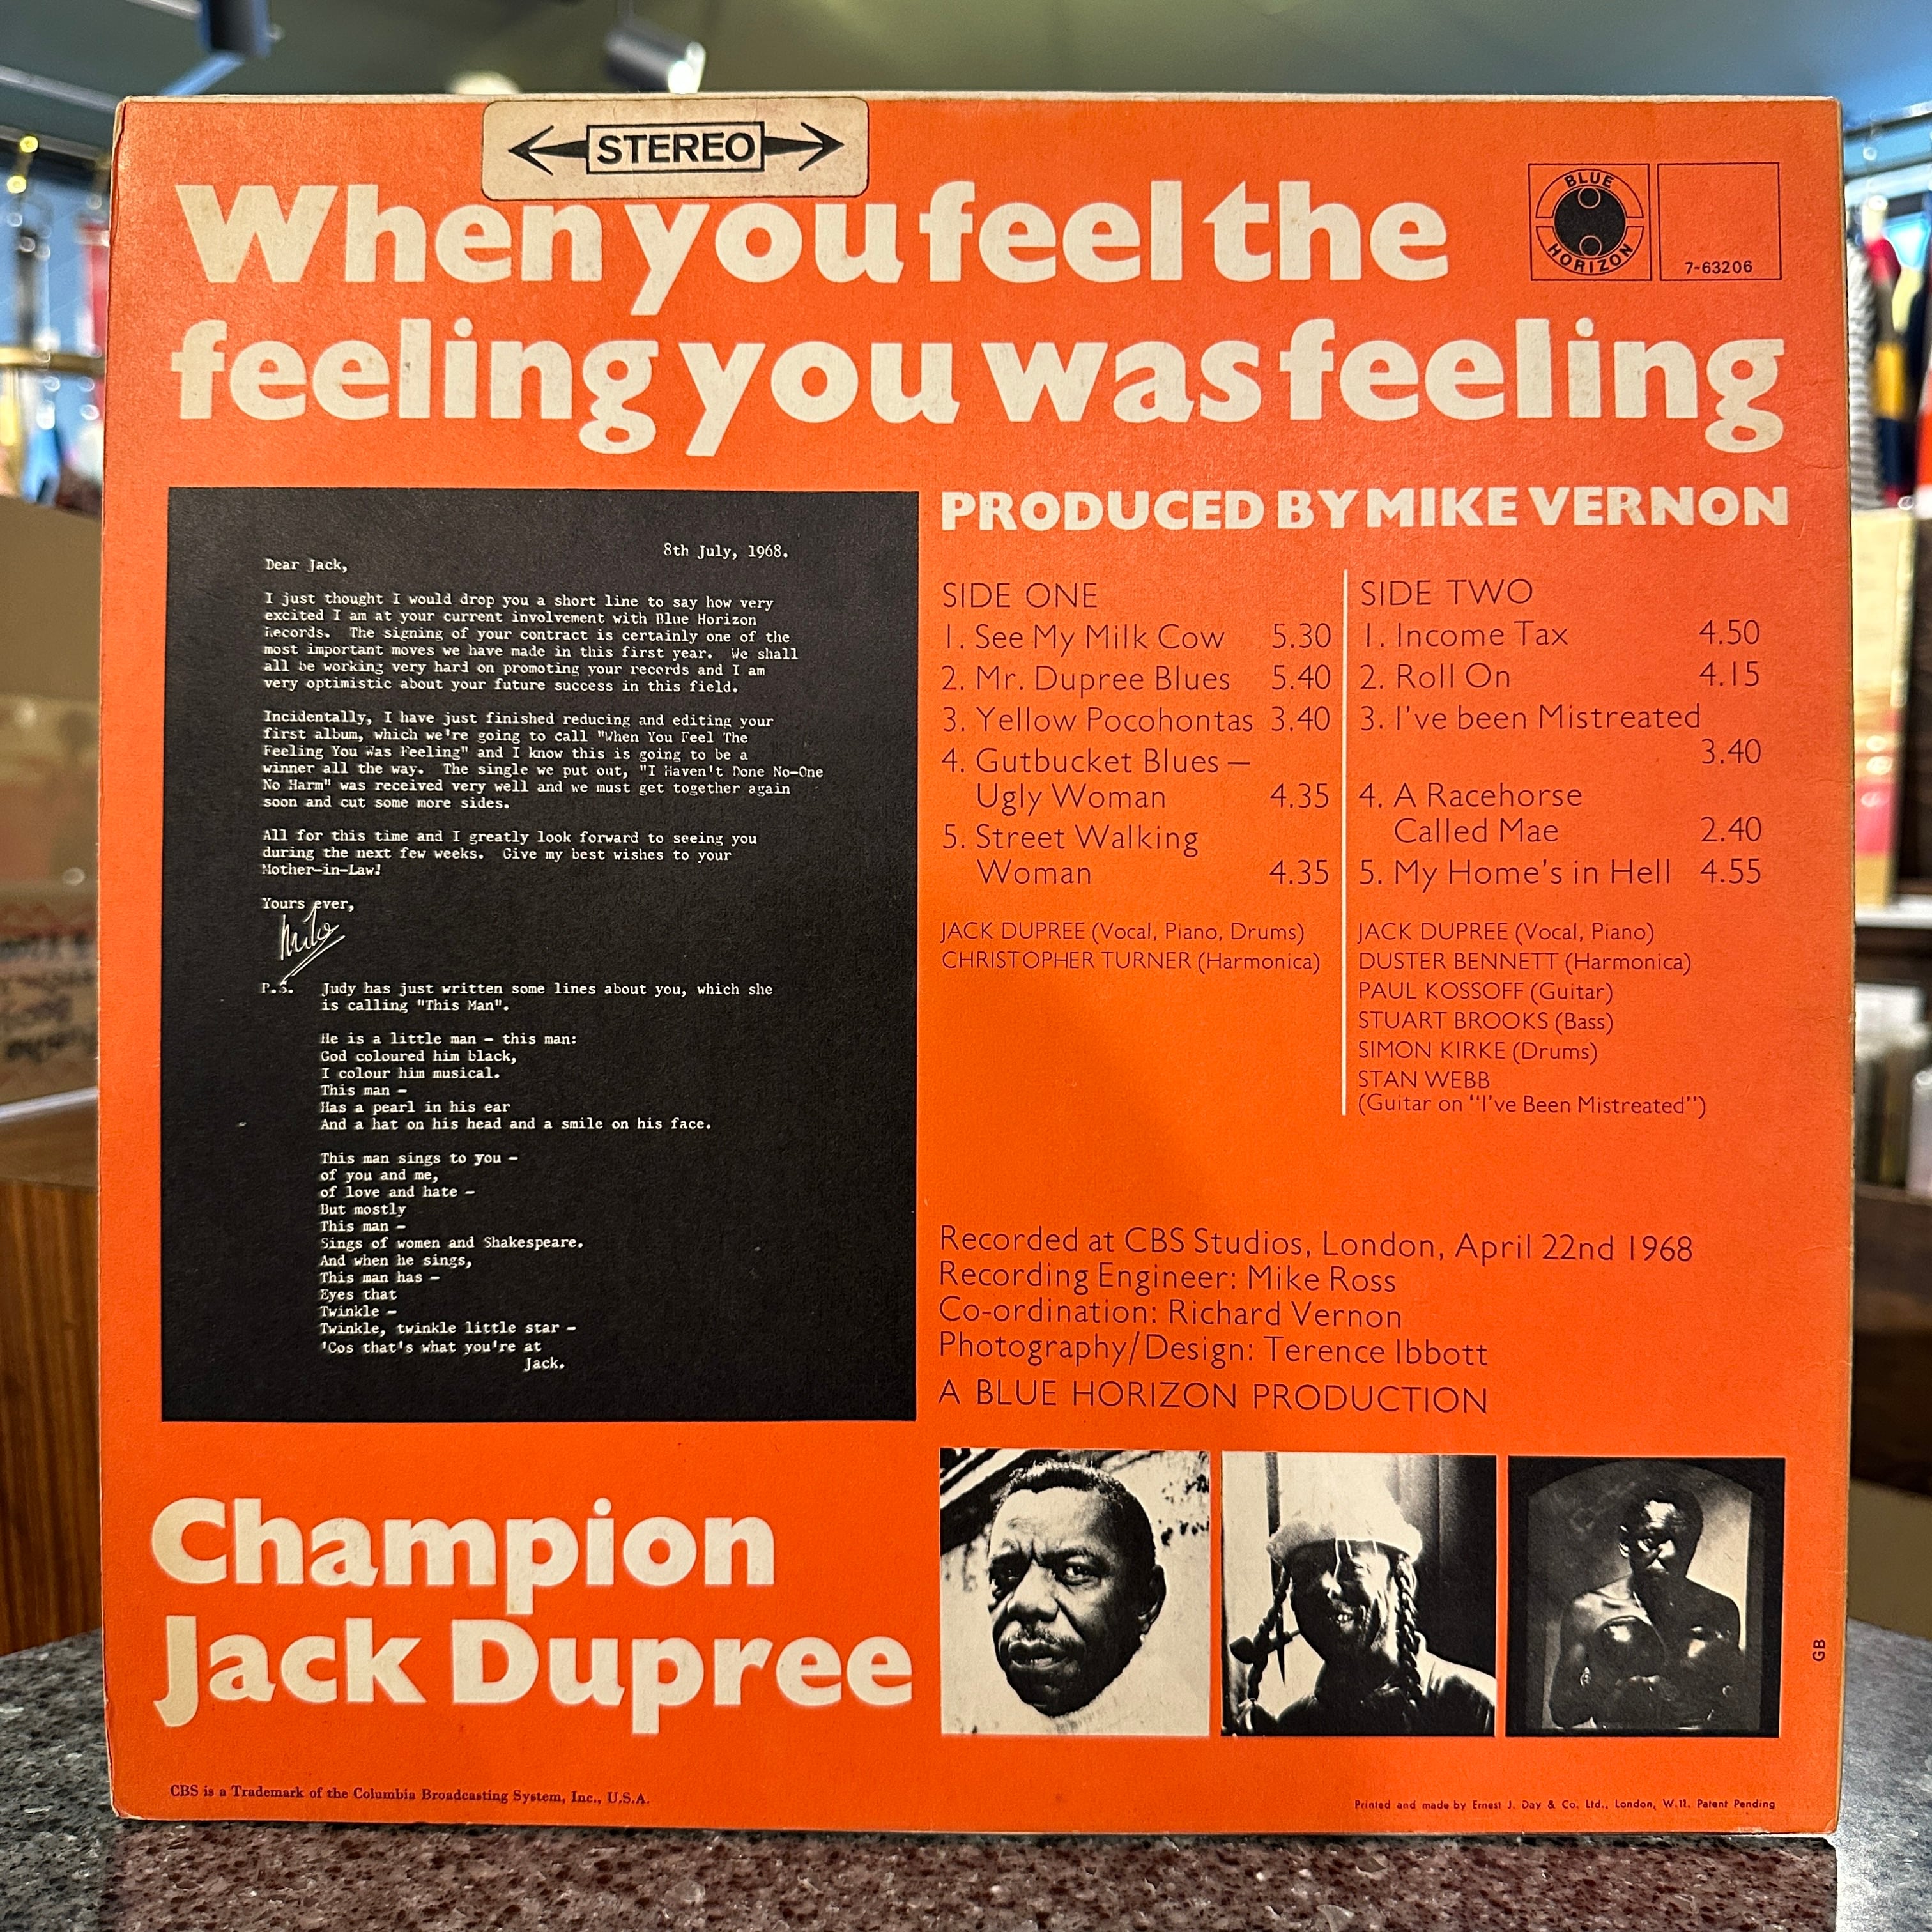 STEREO
When you feel the
feeling you was feeling
BLUE
HORIZON
7-63206
8th July, 1968.
Dear Jack,
I just thought I would drop you a short line to say how very
excited I am at your current involvement with Blue Horizon
Records. The signing of your contract is certainly one of the
most important moves we have made in this first year. We shall
all be working very hard on promoting your records and I am
very optimistic about your future success in this field.
Incidentally, I have just finished reducing and editing your
first album, which we're going to call "When You Feel The
Feeling You Was Feeling" and I know this is going to be a
winner all the way. The single we put out, "I Haven't Done No-One
No Harm" was received very well and we must get together again
soon and cut some more sides.
All for this time and I greatly look forward to seeing you
during the next few weeks. Give my best wishes to your
Mother-in-Law!
Yours ever,
Mike
P.S. Judy has just written some lines about you, which she
is calling "This Man".
He is a little man - this man:
God coloured him black,
I colour him musical.
This man -
Has a pearl in his ear
And a hat on his head and a smile on his face.
This man sings to you -
of you and me,
of love and hate -
But mostly
This man -
Sings of women and Shakespeare.
And when he sings,
This man has -
Eyes that
Twinkle -
Twinkle, twinkle little star -
'Cos that's what you're at
Jack.
PRODUCED BY MIKE VERNON
SIDE ONE
1. See My Milk Cow 5.30
2. Mr. Dupree Blues 5.40
3. Yellow Pocohontas 3.40
4. Gutbucket Blues –
Ugly Woman 4.35
5. Street Walking
Woman 4.35
JACK DUPREE (Vocal, Piano, Drums)
CHRISTOPHER TURNER (Harmonica)
SIDE TWO
1. Income Tax 4.50
2. Roll On 4.15
3. I've been Mistreated
3.40
4. A Racehorse
Called Mae 2.40
5. My Home's in Hell 4.55
JACK DUPREE (Vocal, Piano)
DUSTER BENNETT (Harmonica)
PAUL KOSSOFF (Guitar)
STUART BROOKS (Bass)
SIMON KIRKE (Drums)
STAN WEBB
(Guitar on "I've Been Mistreated")
Recorded at CBS Studios, London, April 22nd 1968
Recording Engineer: Mike Ross
Co-ordination: Richard Vernon
Photography/Design: Terence Ibbott
A BLUE HORIZON PRODUCTION
Champion
Jack Dupree
GB
CBS is a Trademark of the Columbia Broadcasting System, Inc., U.S.A.
Printed and made by Ernest J. Day & Co. Ltd., London, W.11. Patent Pending